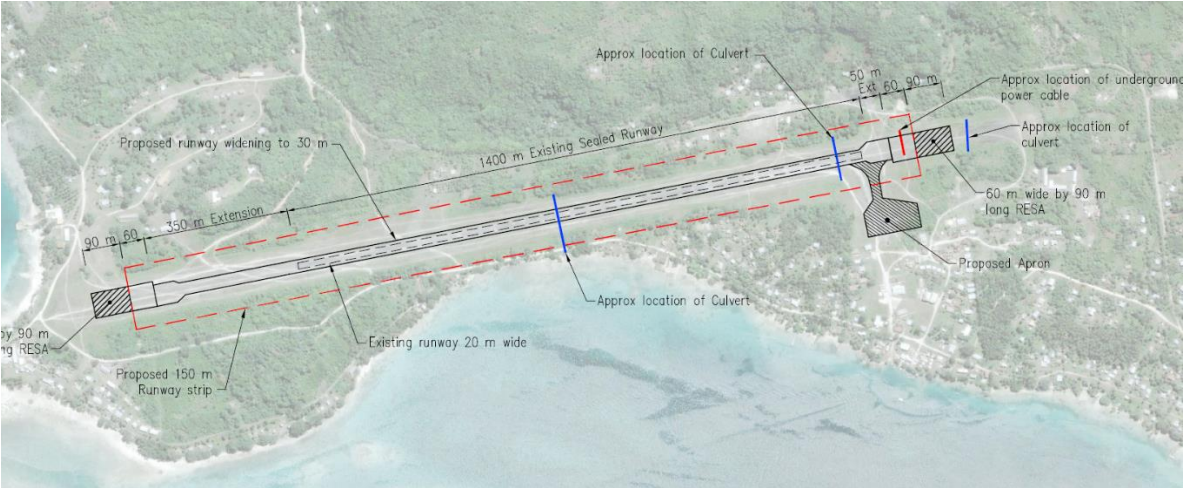 Approx location of Culvert
50 m
Ext.
60
90 m
Approx location of underground
power cable
Proposed runway widening to 30 m
1400 m Existing Sealed Runway
Approx location of
culvert
60 m wide by 90 m
long RESA
350 m Extension
90 m
60
Proposed Apron
Approx location of Culvert
by 90 m
ng RESA
Existing runway 20 m wide
Proposed 150 m
Runway strip